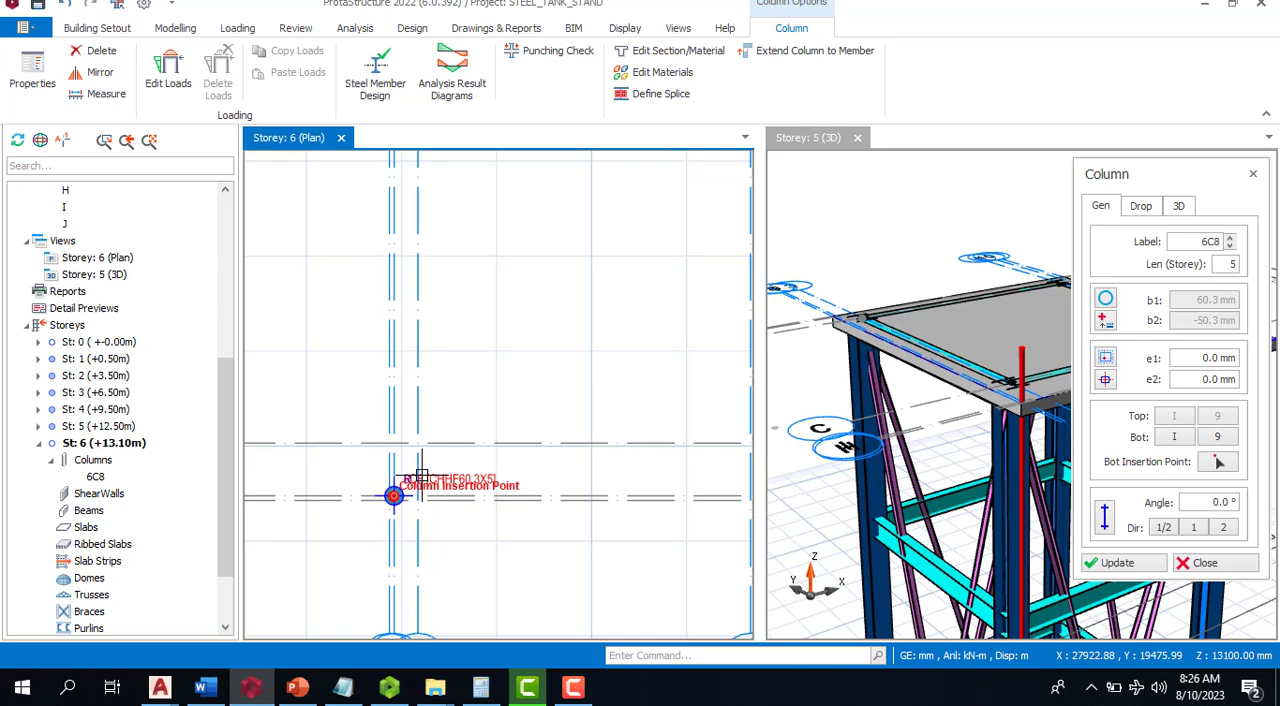 ProtaStructure 2022 (6.0.392) / Project: STEEL_TANK_STAND
Column Options
Building Setout
Modelling
Loading
Review
Analysis
Design
Drawings & Reports
BIM
Display
Views
Help
Column
Properties
Delete
Mirror
Measure
Edit Loads
Delete Loads
Copy Loads
Paste Loads
Loading
Steel Member Design
Analysis Result Diagrams
Punching Check
Edit Section/Material
Edit Materials
Define Splice
Extend Column to Member
Search...
H
I
J
Views
Storey: 6 (Plan)
Storey: 5 (3D)
Reports
Detail Previews
Storeys
St: 0 ( +-0.00m)
St: 1 (+0.50m)
St: 2 (+3.50m)
St: 3 (+6.50m)
St: 4 (+9.50m)
St: 5 (+12.50m)
St: 6 (+13.10m)
Columns
6C8
ShearWalls
Beams
Slabs
Ribbed Slabs
Slab Strips
Domes
Trusses
Braces
Purlins
Storey: 6 (Plan)
Column Insertion Point
Storey: 5 (3D)
C
Z
Y
X
Column
Gen
Drop
3D
Label: 6C8
Len (Storey): 5
b1: 60.3 mm
b2: -50.3 mm
e1: 0.0 mm
e2: 0.0 mm
Top: I 9
Bot: I 9
Bot Insertion Point:
Angle: 0.0 °
Dir: 1/2 1 2
Update
Close
Enter Command...
GE: mm, Anl: kN-m, Disp: m
X : 27922.88 , Y : 19475.99
Z : 13100.00 mm
8:26 AM
8/10/2023
2